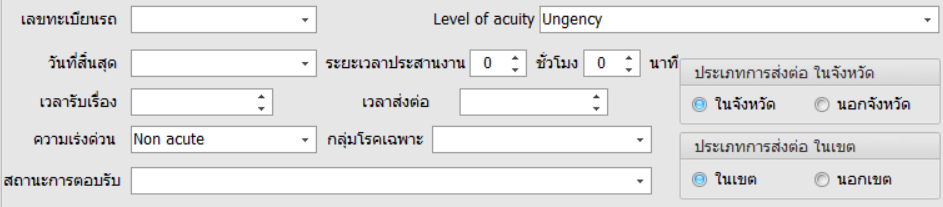 เลขทะเบียนรถ Level of acuity Ungency
วันที่สิ้นสุด ระยะเวลาประสานงาน 0 ชั่วโมง 0 นาที
ประเภทการส่งต่อ ในจังหวัด
เวลารับเรื่อง เวลาส่งต่อ ในจังหวัด นอกจังหวัด
ความเร่งด่วน Non acute กลุ่มโรคเฉพาะ
ประเภทการส่งต่อ ในเขต
สถานะการตอบรับ ในเขต นอกเขต